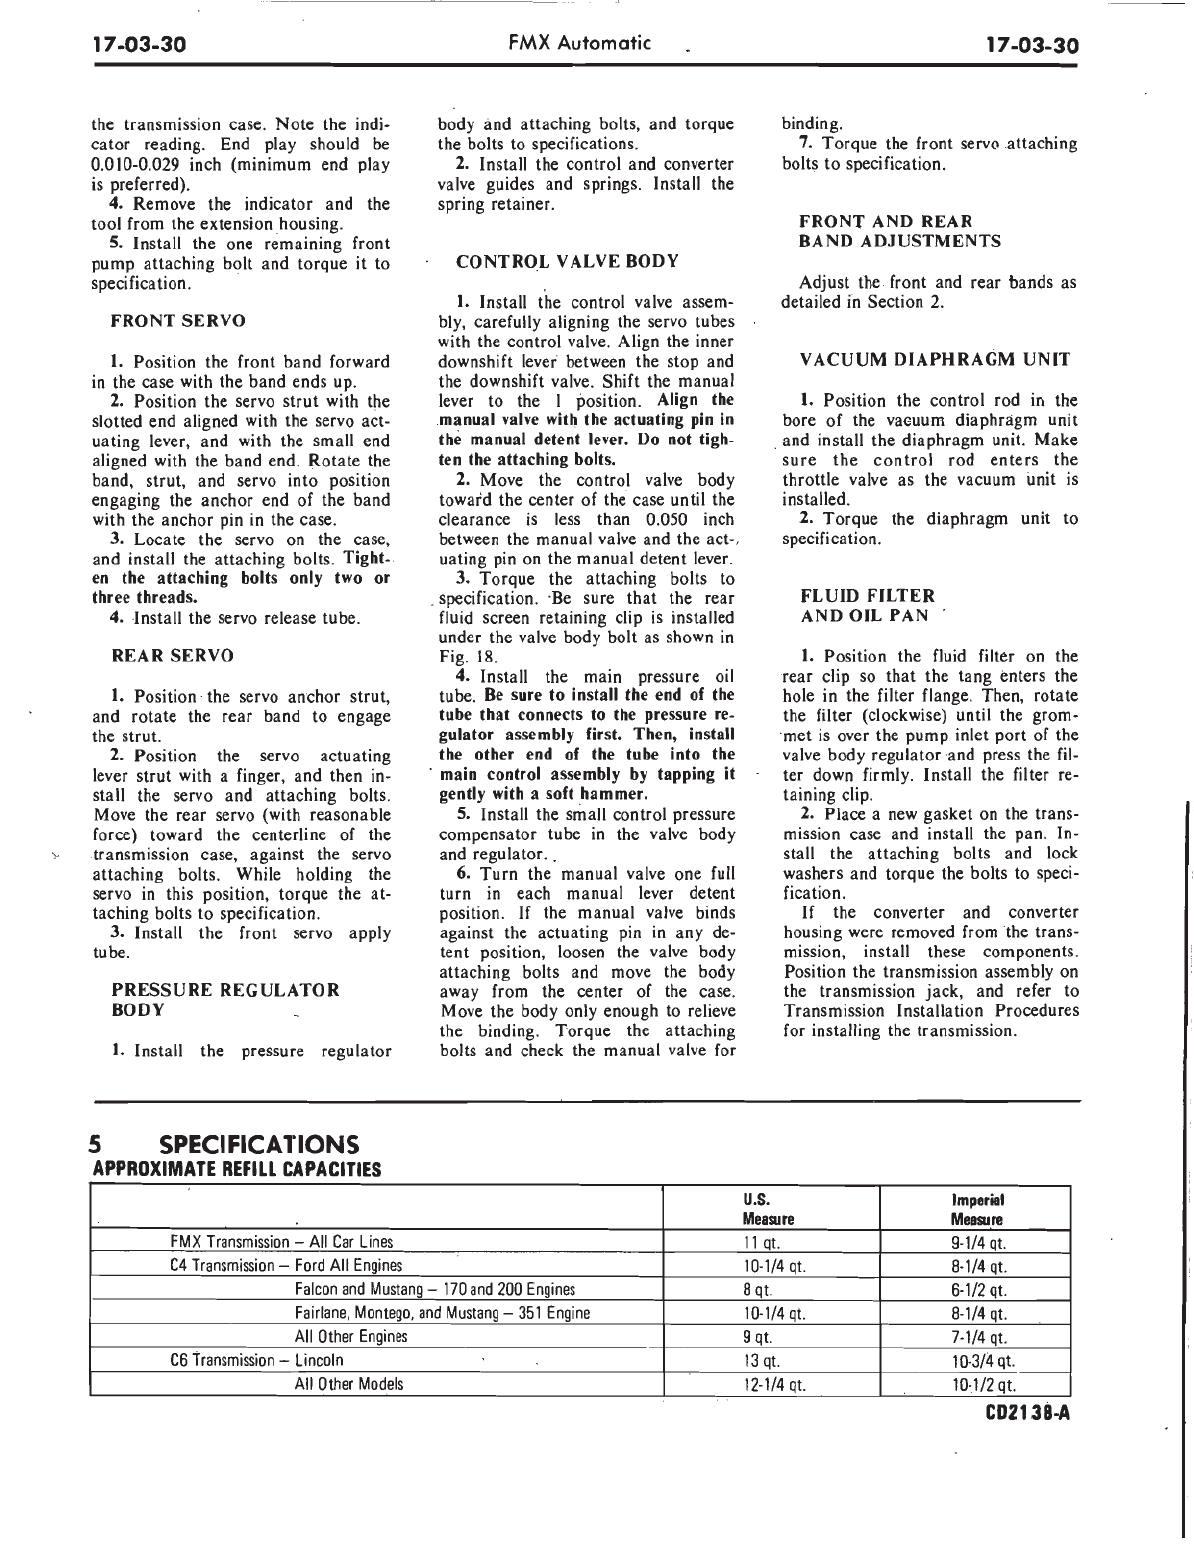 17-03-30 FMX Automatic 17-03-30
the transmission case. Note the indi-
cator reading. End play should be
0.010-0.029 inch (minimum end play
is preferred).
4. Remove the indicator and the
tool from the extension housing.
5. Install the one remaining front
pump attaching bolt and torque it to
specification.
FRONT SERVO
1. Position the front band forward
in the case with the band ends up.
2. Position the servo strut with the
slotted end aligned with the servo act-
uating lever, and with the small end
aligned with the band end. Rotate the
band, strut, and servo into position
engaging the anchor end of the band
with the anchor pin in the case.
3. Locate the servo on the case,
and install the attaching bolts. Tight-
en the attaching bolts only two or
three threads.
4. Install the servo release tube.
REAR SERVO
1. Position the servo anchor strut,
and rotate the rear band to engage
the strut.
2. Position the servo actuating
lever strut with a finger, and then in-
stall the servo and attaching bolts.
Move the rear servo (with reasonable
force) toward the centerline of the
transmission case, against the servo
attaching bolts. While holding the
servo in this position, torque the at-
taching bolts to specification.
3. Install the front servo apply
tube.
PRESSURE REGULATOR
BODY
1. Install the pressure regulator
body and attaching bolts, and torque
the bolts to specifications.
2. Install the control and converter
valve guides and springs. Install the
spring retainer.
CONTROL VALVE BODY
1. Install the control valve assem-
bly, carefully aligning the servo tubes
with the control valve. Align the inner
downshift lever between the stop and
the downshift valve. Shift the manual
lever to the 1 position. Align the
manual valve with the actuating pin in
the manual detent lever. Do not tigh-
ten the attaching bolts.
2. Move the control valve body
toward the center of the case until the
clearance is less than 0.050 inch
between the manual valve and the act-
uating pin on the manual detent lever.
3. Torque the attaching bolts to
specification. Be sure that the rear
fluid screen retaining clip is installed
under the valve body bolt as shown in
Fig. 18.
4. Install the main pressure oil
tube. Be sure to install the end of the
tube that connects to the pressure re-
gulator assembly first. Then, install
the other end of the tube into the
main control assembly by tapping it
gently with a soft hammer.
5. Install the small control pressure
compensator tube in the valve body
and regulator.
6. Turn the manual valve one full
turn in each manual lever detent
position. If the manual valve binds
against the actuating pin in any de-
tent position, loosen the valve body
attaching bolts and move the body
away from the center of the case.
Move the body only enough to relieve
the binding. Torque the attaching
bolts and check the manual valve for
binding.
7. Torque the front servo attaching
bolts to specification.
FRONT AND REAR
BAND ADJUSTMENTS
Adjust the front and rear bands as
detailed in Section 2.
VACUUM DIAPHRAGM UNIT
1. Position the control rod in the
bore of the vacuum diaphragm unit
and install the diaphragm unit. Make
sure the control rod enters the
throttle valve as the vacuum unit is
installed.
2. Torque the diaphragm unit to
specification.
FLUID FILTER
AND OIL PAN
1. Position the fluid filter on the
rear clip so that the tang enters the
hole in the filter flange. Then, rotate
the filter (clockwise) until the grom-
met is over the pump inlet port of the
valve body regulator and press the fil-
ter down firmly. Install the filter re-
taining clip.
2. Place a new gasket on the trans-
mission case and install the pan. In-
stall the attaching bolts and lock
washers and torque the bolts to speci-
fication.
If the converter and converter
housing were removed from the trans-
mission, install these components.
Position the transmission assembly on
the transmission jack, and refer to
Transmission Installation Procedures
for installing the transmission.
5 SPECIFICATIONS
APPROXIMATE REFILL CAPACITIES
U.S. Imperial
Measure Measure
FMX Transmission – All Car Lines 11 qt. 9-1/4 qt.
C4 Transmission – Ford All Engines 10-1/4 qt. 8-1/4 qt.
Falcon and Mustang – 170 and 200 Engines 8 qt. 6-1/2 qt.
Fairlane, Montego, and Mustang – 351 Engine 10-1/4 qt. 8-1/4 qt.
All Other Engines 9 qt. 7-1/4 qt.
C6 Transmission – Lincoln 13 qt. 10-3/4 qt.
All Other Models 12-1/4 qt. 10-1/2 qt.
CD2138-A